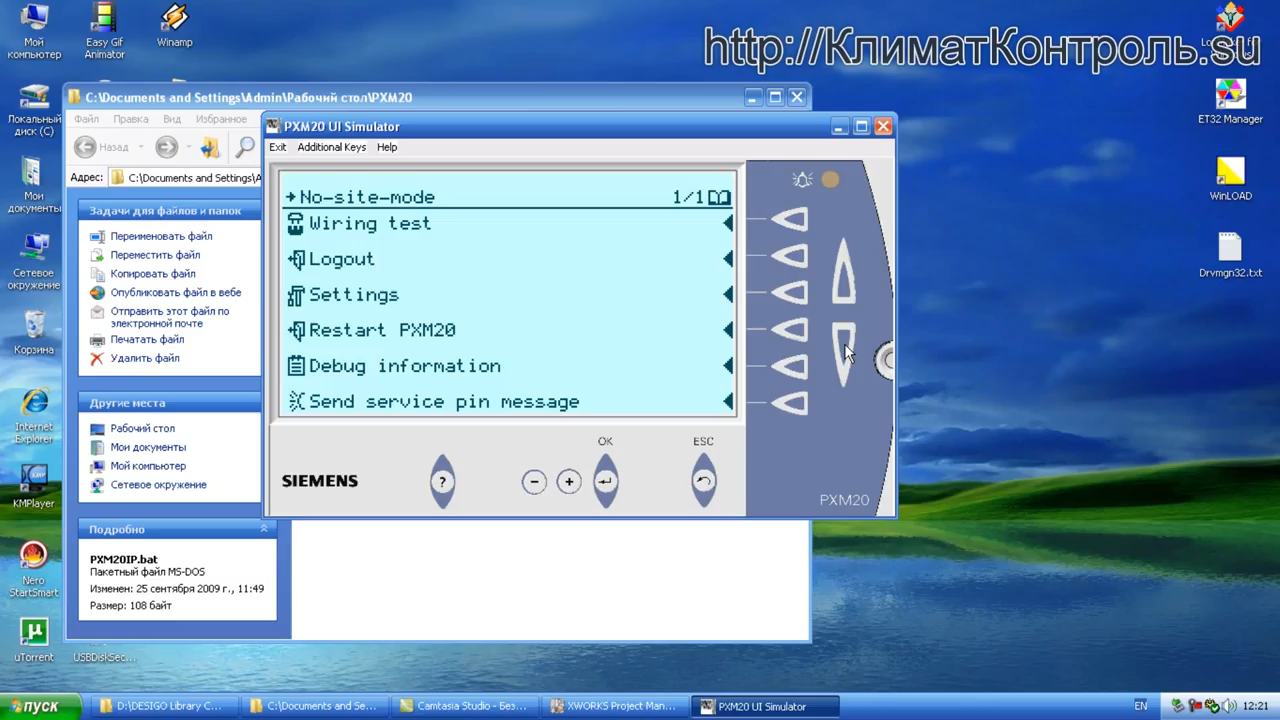 Мой
компьютер
Easy Gif
Animator
Winamp
http://КлиматКонтроль.su
Локальный
диск (C)
Мои
документы
Сетевое
окружение
Корзина
Internet
Explorer
KMPlayer
Nero
StartSmart
uTorrent
USBDiskSec...
ET32 Manager
WinLOAD
Drvmgn32.txt
C:\Documents and Settings\Admin\Рабочий стол\PXM20
Файл Правка Вид Избранное
Назад
Адрес: C:\Documents and Settings\A
Задачи для файлов и папок
Переименовать файл
Переместить файл
Копировать файл
Опубликовать файл в вебе
Отправить этот файл по
электронной почте
Печатать файл
Удалить файл
Другие места
Рабочий стол
Мои документы
Мой компьютер
Сетевое окружение
Подробно
PXM20IP.bat
Пакетный файл MS-DOS
Изменен: 25 сентября 2009 г., 11:49
Размер: 108 байт
PXM20 UI Simulator
Exit Additional Keys Help
No-site-mode 1/1
Wiring test
Logout
Settings
Restart PXM20
Debug information
Send service pin message
OK ESC
SIEMENS ? - +
PXM20
пуск D:\DESIGO Library C... C:\Documents and Se... Camtasia Studio - Без... XWORKS Project Man... PXM20 UI Simulator EN 12:21